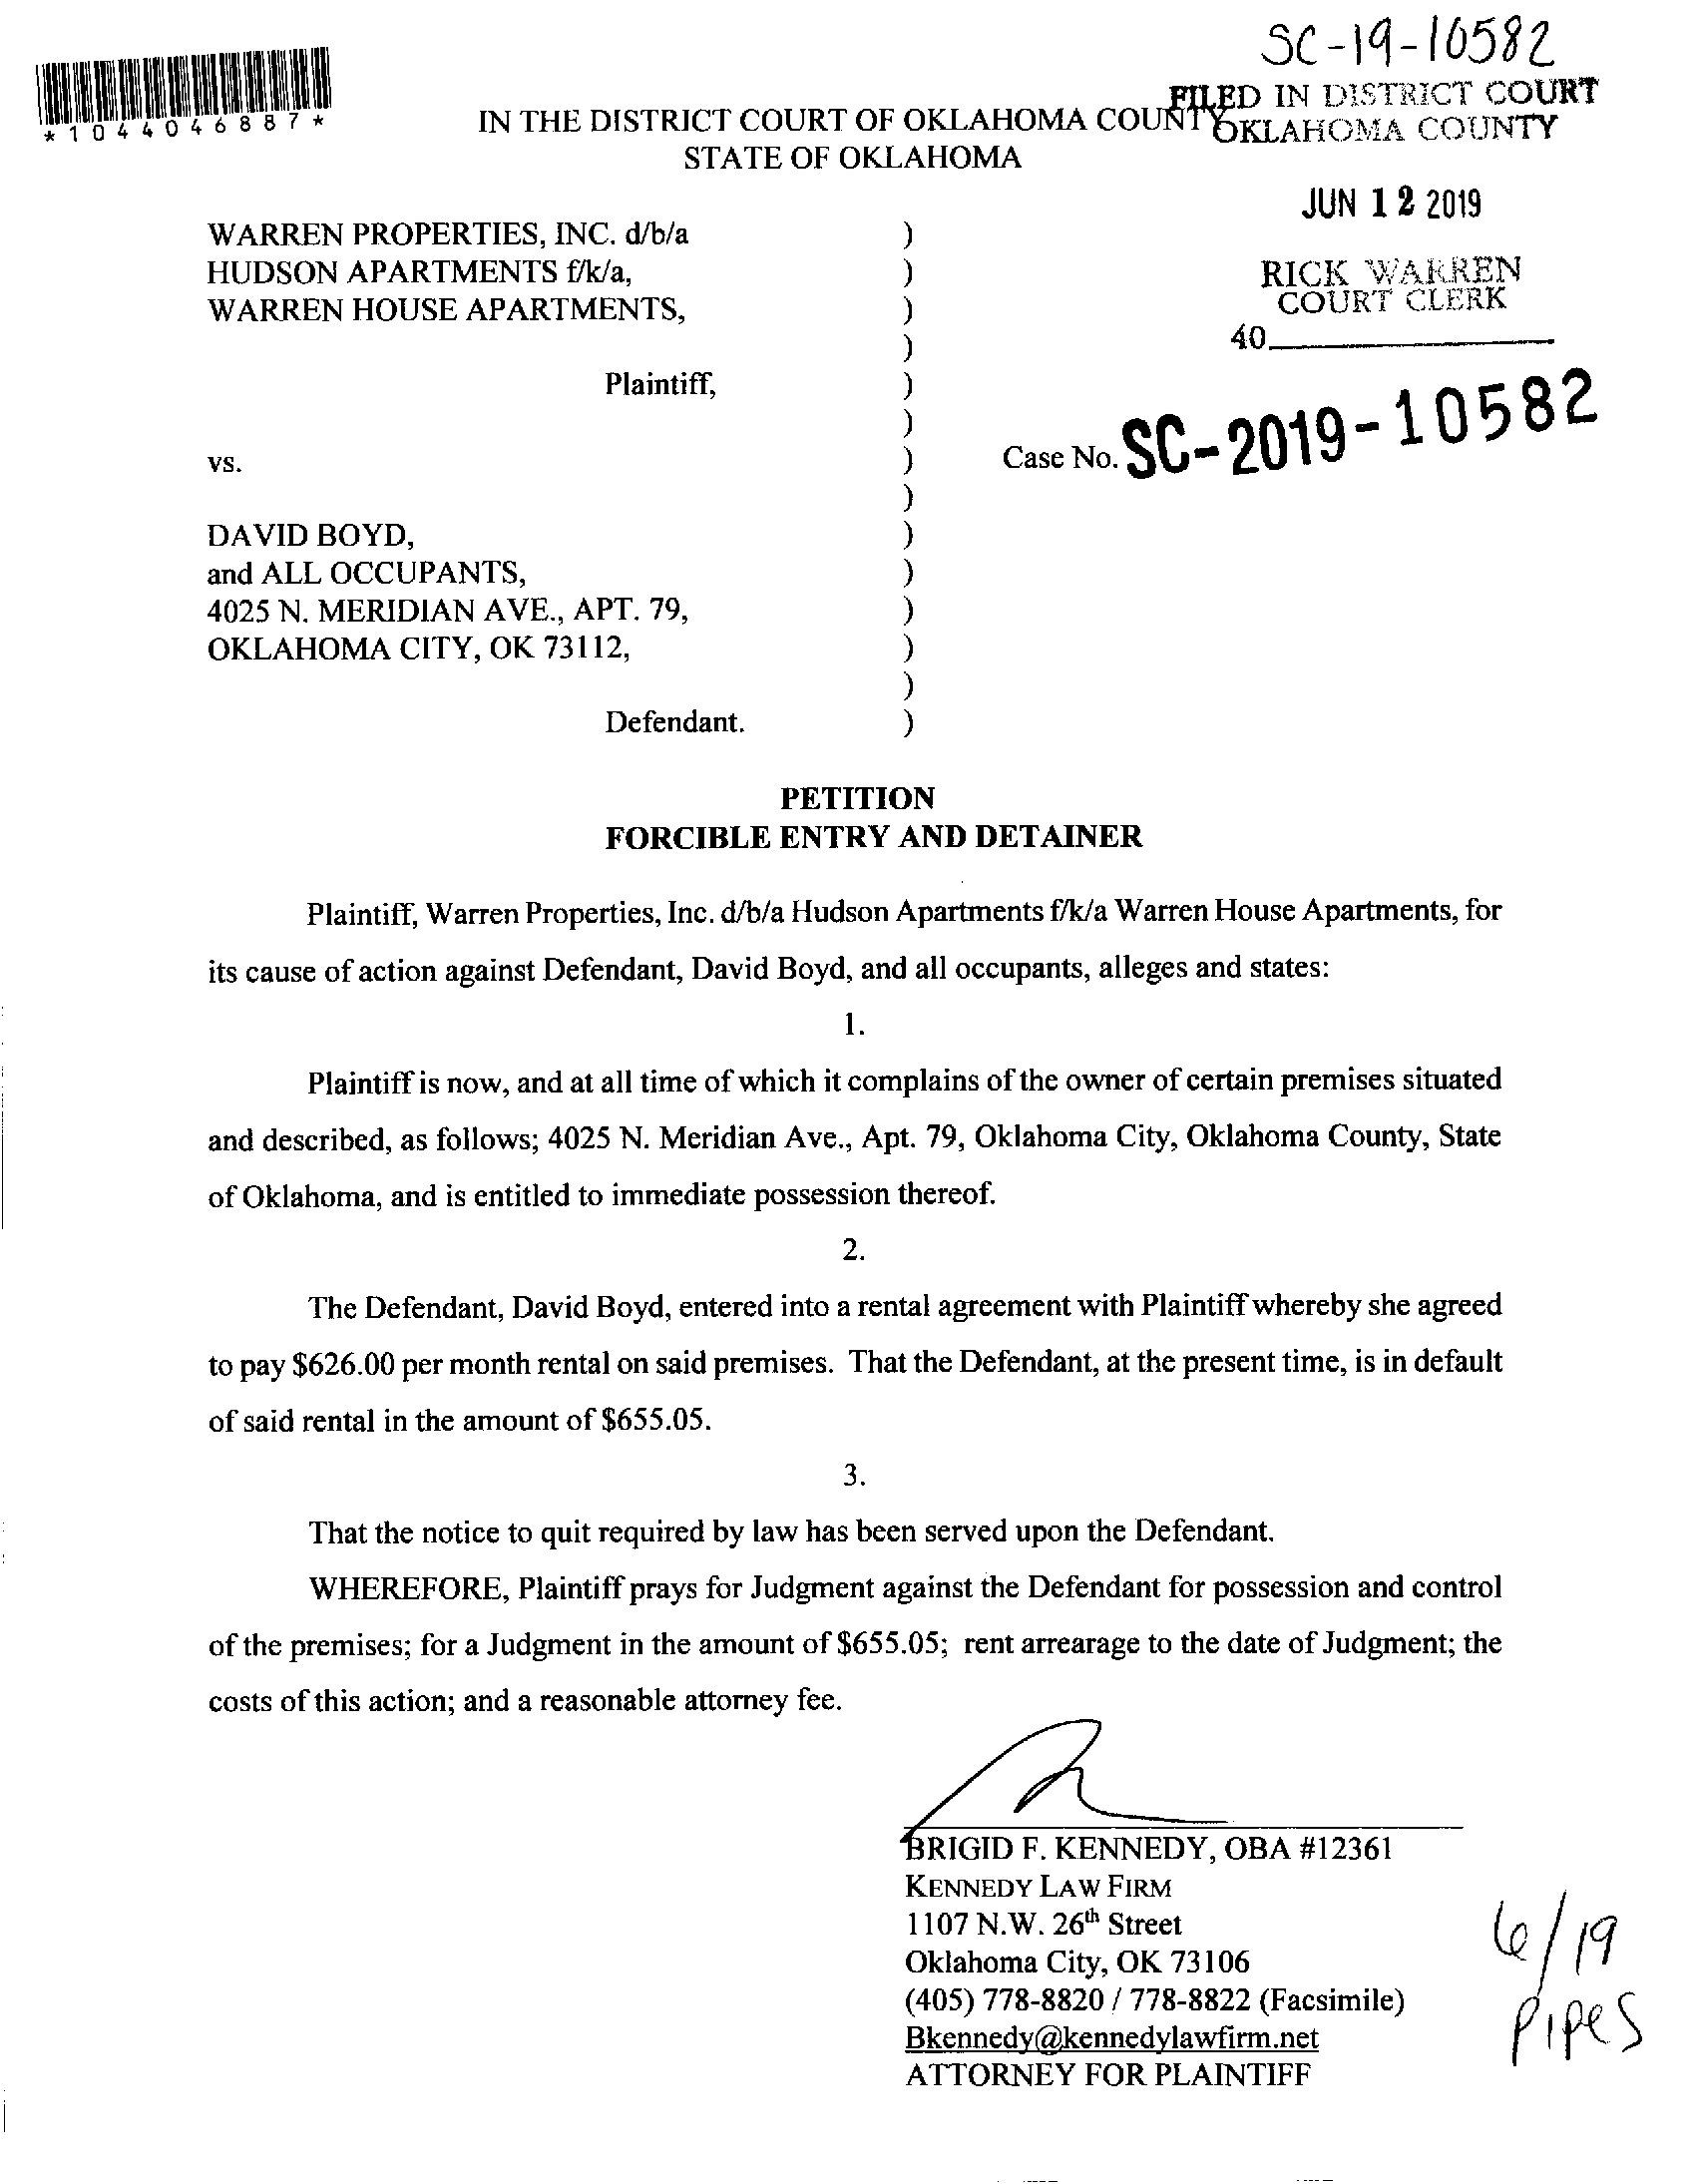 SC-19-10582
*1044046887*
FILED IN DISTRICT COURT
OKLAHOMA COUNTY
IN THE DISTRICT COURT OF OKLAHOMA COUNTY
STATE OF OKLAHOMA
JUN 12 2019
RICK WARREN
COURT CLERK
40
WARREN PROPERTIES, INC. d/b/a )
HUDSON APARTMENTS f/k/a, )
WARREN HOUSE APARTMENTS, )
)
Plaintiff, )
)
vs. ) Case No. SC-2019-10582
)
DAVID BOYD, )
and ALL OCCUPANTS, )
4025 N. MERIDIAN AVE., APT. 79, )
OKLAHOMA CITY, OK 73112, )
)
Defendant. )
PETITION
FORCIBLE ENTRY AND DETAINER
Plaintiff, Warren Properties, Inc. d/b/a Hudson Apartments f/k/a Warren House Apartments, for
its cause of action against Defendant, David Boyd, and all occupants, alleges and states:
1.
Plaintiff is now, and at all time of which it complains of the owner of certain premises situated
and described, as follows; 4025 N. Meridian Ave., Apt. 79, Oklahoma City, Oklahoma County, State
of Oklahoma, and is entitled to immediate possession thereof.
2.
The Defendant, David Boyd, entered into a rental agreement with Plaintiff whereby she agreed
to pay $626.00 per month rental on said premises. That the Defendant, at the present time, is in default
of said rental in the amount of $655.05.
3.
That the notice to quit required by law has been served upon the Defendant.
WHEREFORE, Plaintiff prays for Judgment against the Defendant for possession and control
of the premises; for a Judgment in the amount of $655.05; rent arrearage to the date of Judgment; the
costs of this action; and a reasonable attorney fee.
BRIGID F. KENNEDY, OBA #12361
KENNEDY LAW FIRM
1107 N.W. 26th Street
Oklahoma City, OK 73106
(405) 778-8820 / 778-8822 (Facsimile)
Bkennedy@kennedylawfirm.net
ATTORNEY FOR PLAINTIFF
6/19
Pipes